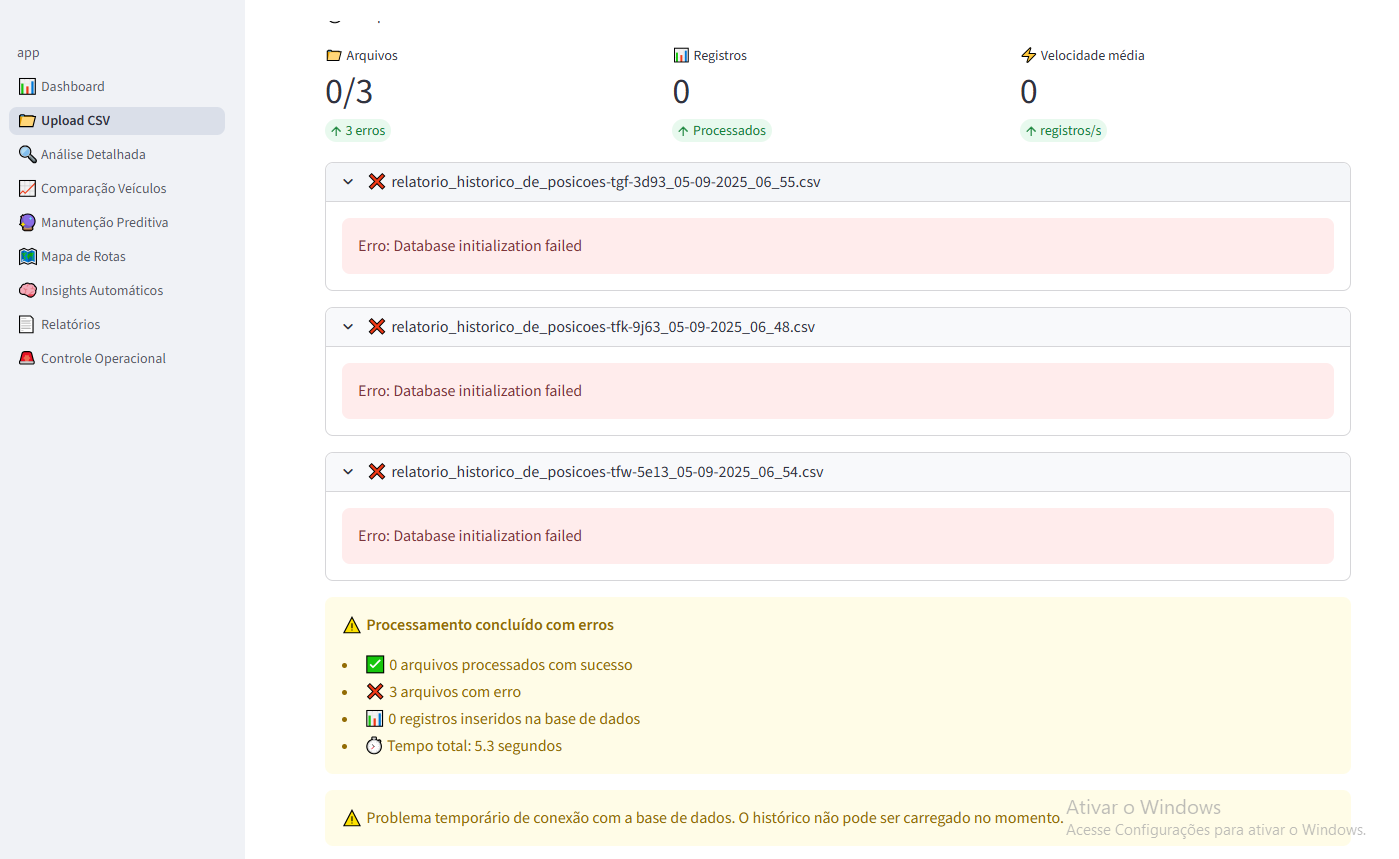 app
Dashboard
Upload CSV
Análise Detalhada
Comparação Veículos
Manutenção Preditiva
Mapa de Rotas
Insights Automáticos
Relatórios
Controle Operacional
Arquivos
0/3
↑ 3 erros
Registros
0
↑ Processados
Velocidade média
0
↑ registros/s
relatorio_historico_de_posicoes-tgf-3d93_05-09-2025_06_55.csv
Erro: Database initialization failed
relatorio_historico_de_posicoes-tfk-9j63_05-09-2025_06_48.csv
Erro: Database initialization failed
relatorio_historico_de_posicoes-tfw-5e13_05-09-2025_06_54.csv
Erro: Database initialization failed
Processamento concluído com erros
0 arquivos processados com sucesso
3 arquivos com erro
0 registros inseridos na base de dados
Tempo total: 5.3 segundos
Problema temporário de conexão com a base de dados. O histórico não pode ser carregado no momento.
Ativar o Windows
Acesse Configurações para ativar o Windows.